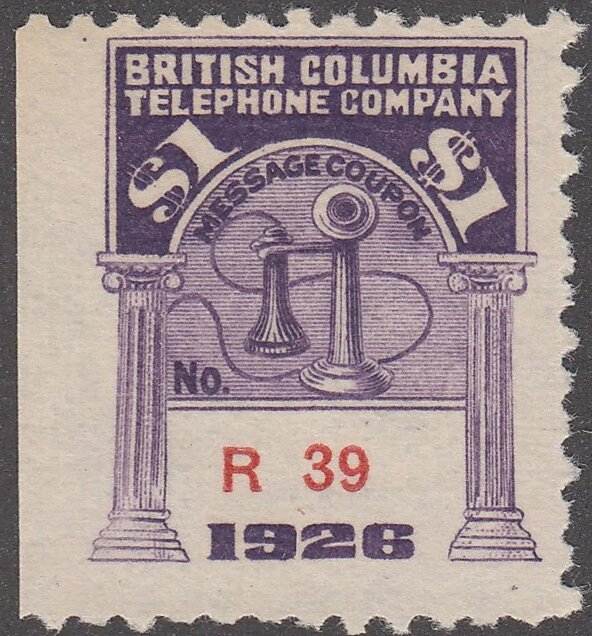 BRITISH COLUMBIA
TELEPHONE COMPANY
$1 $1
MESSAGE COUPON
No.
R 39
1926